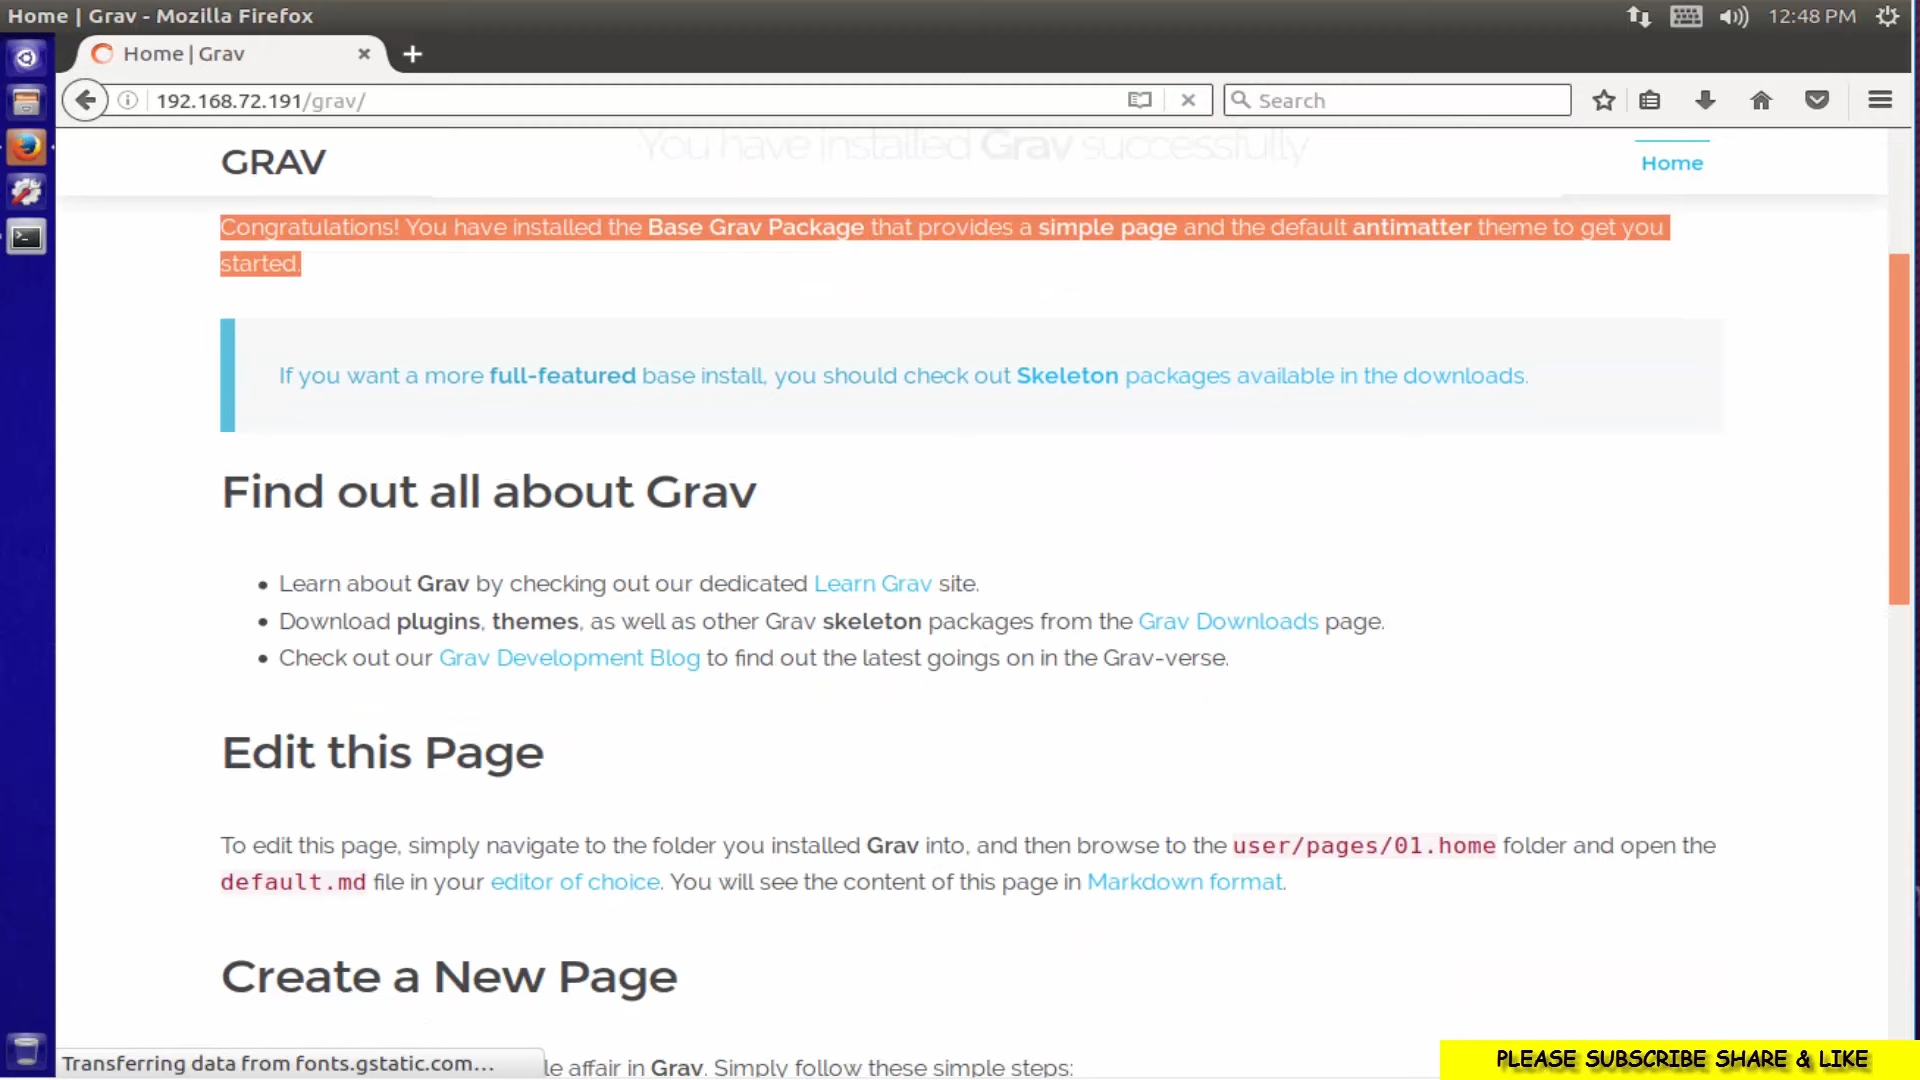 Home | Grav - Mozilla Firefox
12:48 PM
Home | Grav
192.168.72.191/grav/
Search
You have installed Grav successfully
GRAV
Home
Congratulations! You have installed the Base Grav Package that provides a simple page and the default antimatter theme to get you
started.
If you want a more full-featured base install, you should check out Skeleton packages available in the downloads.
Find out all about Grav
• Learn about Grav by checking out our dedicated Learn Grav site.
• Download plugins, themes, as well as other Grav skeleton packages from the Grav Downloads page.
• Check out our Grav Development Blog to find out the latest goings on in the Grav-verse.
Edit this Page
To edit this page, simply navigate to the folder you installed Grav into, and then browse to the user/pages/01.home folder and open the
default.md file in your editor of choice. You will see the content of this page in Markdown format.
Create a New Page
Transferring data from fonts.gstatic.com...
le affair in Grav. Simply follow these simple steps:
PLEASE SUBSCRIBE SHARE & LIKE